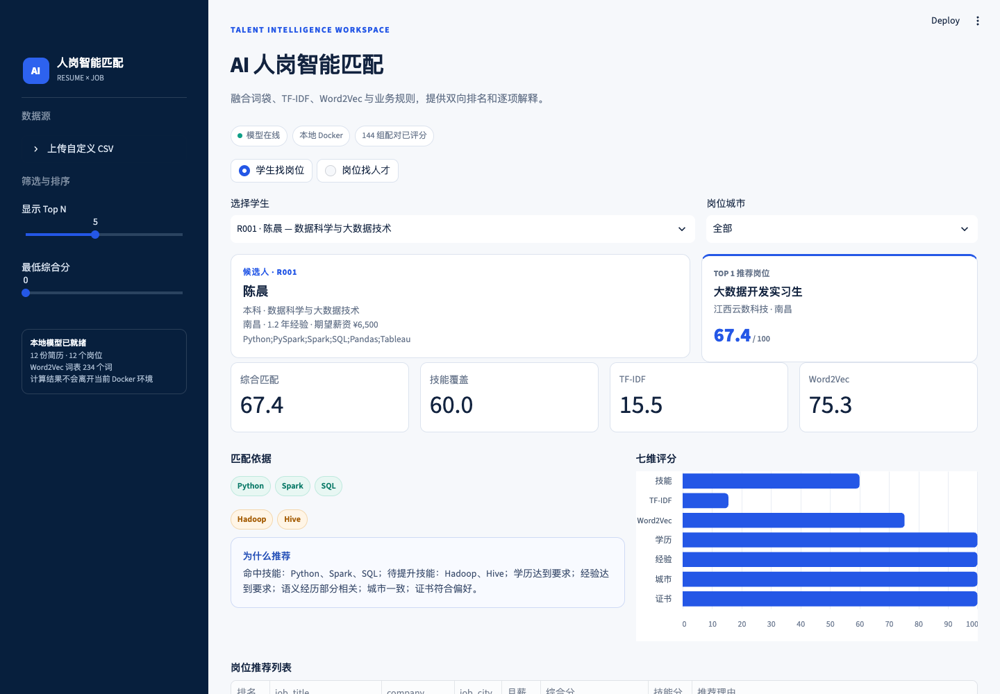 Deploy
AI
人岗智能匹配
RESUME × JOB
数据源
上传自定义 CSV
筛选与排序
显示 Top N
5
最低综合分
0
本地模型已就绪
12 份简历 · 12 个岗位
Word2Vec 词表 234 个词
计算结果不会离开当前 Docker 环境
TALENT INTELLIGENCE WORKSPACE
AI 人岗智能匹配
融合词袋、TF-IDF、Word2Vec 与业务规则，提供双向排名和逐项解释。
模型在线
本地 Docker
144 组配对已评分
学生找岗位
岗位找人才
选择学生
岗位城市
R001 · 陈晨 — 数据科学与大数据技术
全部
候选人 · R001
陈晨
本科 · 数据科学与大数据技术
南昌 · 1.2 年经验 · 期望薪资 ¥6,500
Python;PySpark;Spark;SQL;Pandas;Tableau
TOP 1 推荐岗位
大数据开发实习生
江西云数科技 · 南昌
67.4 / 100
综合匹配
67.4
技能覆盖
60.0
TF-IDF
15.5
Word2Vec
75.3
匹配依据
Python Spark SQL
Hadoop Hive
为什么推荐
命中技能：Python、Spark、SQL；待提升技能：Hadoop、Hive；学历达到要求；经验达
到要求；语义经历部分相关；城市一致；证书符合偏好。
七维评分
技能
TF-IDF
Word2Vec
学历
经验
城市
证书
0 10 20 30 40 50 60 70 80 90 100
岗位推荐列表
排名 job_title company job_city 月薪 综合分 技能分 推荐理由